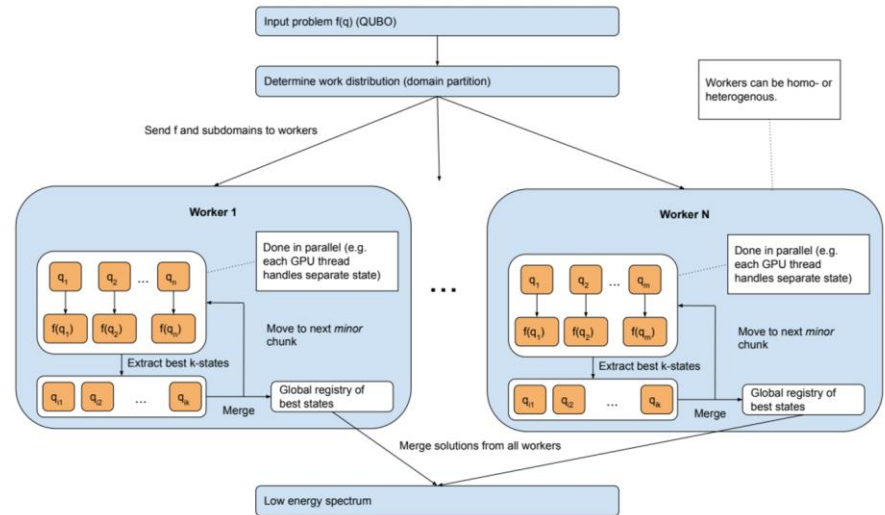 Input problem f(q) (QUBO)
Determine work distribution (domain partition)
Workers can be homo- or
heterogenous.
Send f and subdomains to workers
Worker 1
Done in parallel (e.g.
each GPU thread
handles separate state)
q1 q2 ... qn
f(q1) f(q2) f(qn)
Move to next minor
chunk
Extract best k-states
qi1 qi2 ... qik
Merge
Global registry of
best states
...
Worker N
Done in parallel (e.g.
each GPU thread
handles separate state)
q1 q2 ... qm
f(q1) f(q2) f(qm)
Move to next minor
chunk
Extract best k-states
qi1 qi2 ... qik
Merge
Global registry of
best states
Merge solutions from all workers
Low energy spectrum